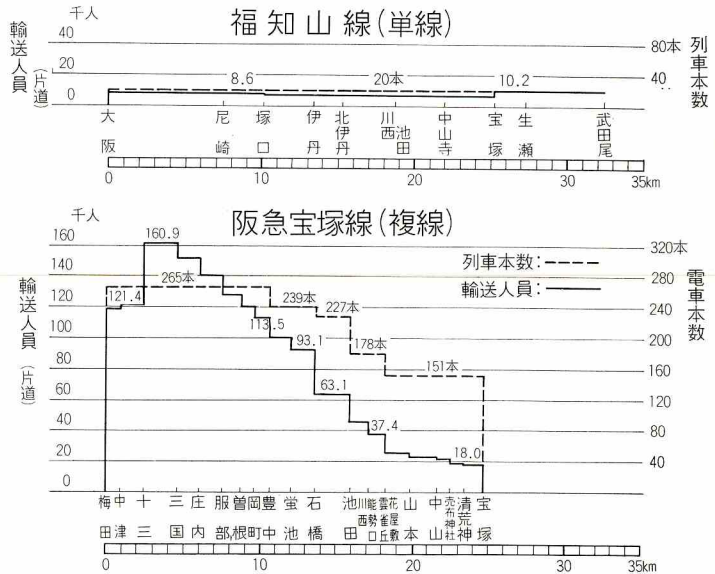 福知山線(単線)
千人
輸送人員
(片道)
40
20
0
8.6
20本
10.2
80本
40
列車本数
大阪
尼崎
塚口
伊丹
北伊丹
川西池田
中山寺
宝塚
生瀬
武田尾
0
10
20
30
35km
阪急宝塚線(複線)
千人
輸送人員
(片道)
160
140
120
100
80
60
40
20
0
160.9
121.4
265本
113.5
239本
93.1
227本
63.1
178本
37.4
151本
18.0
列車本数:
輸送人員:
320本
280
240
200
160
120
80
40
電車本数
梅田
中津
十三
三国
庄内
服部
曽根
岡町
豊中
蛍池
石橋
池田
川西能勢口
雲雀丘花屋敷
山本
中山
売布神社
清荒神
宝塚
0
10
20
30
35km